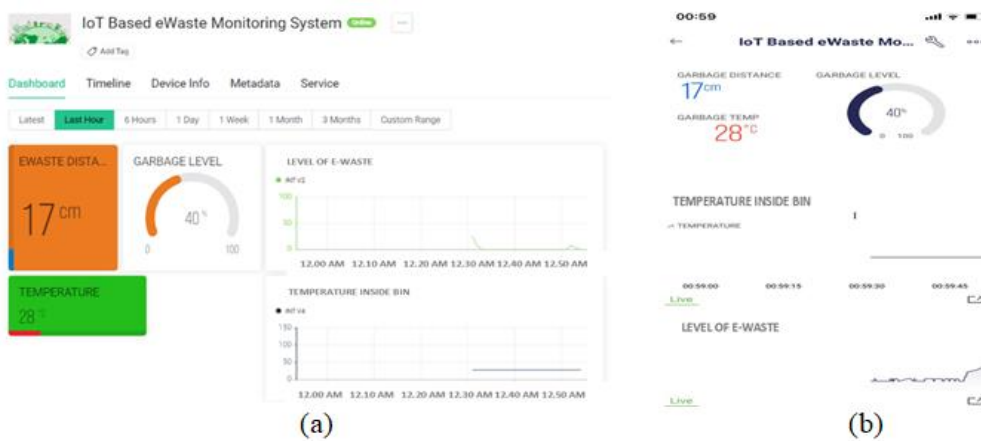 IoT Based eWaste Monitoring System Online
Add Tag
Dashboard Timeline Device Info Metadata Service
Latest Last Hour 6 Hours 1 Day 1 Week 1 Month 3 Months Custom Range
EWASTE DISTA...
17 cm
GARBAGE LEVEL
40 %
0 100
LEVEL OF E-WASTE
INT V2
100
50
0
12.00 AM 12.10 AM 12.20 AM 12.30 AM 12.40 AM 12.50 AM
TEMPERATURE
28
TEMPERATURE INSIDE BIN
INT V4
150
100
50
0
12.00 AM 12.10 AM 12.20 AM 12.30 AM 12.40 AM 12.50 AM
(a)
00:59
IoT Based eWaste Mo...
GARBAGE DISTANCE
17cm
GARBAGE TEMP
28°C
GARBAGE LEVEL
40%
0 100
TEMPERATURE INSIDE BIN
TEMPERATURE
00:59:00 00:59:15 00:59:30 00:59:45
Live
LEVEL OF E-WASTE
Live
(b)